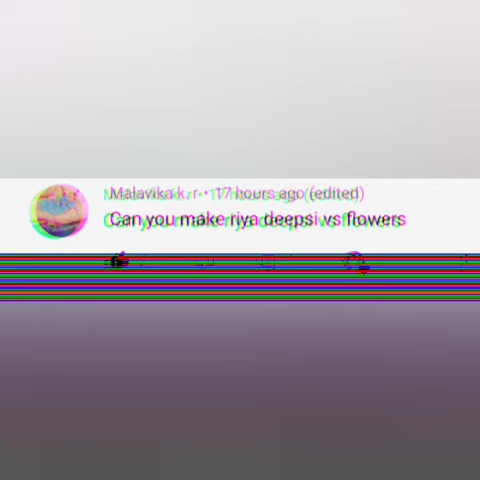 Malavika k. r • 17 hours ago (edited)
Can you make riya deepsi vs flowers